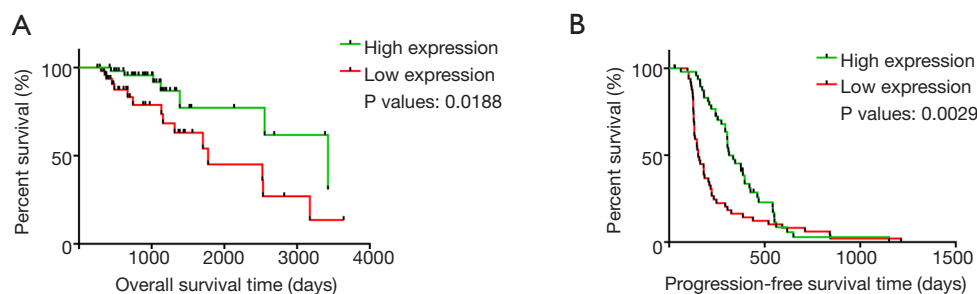 A
High expression
Low expression
P values: 0.0188
Percent survival (%)
100
50
0
1000
2000
3000
4000
Overall survival time (days)
B
High expression
Low expression
P values: 0.0029
Percent survival (%)
100
50
0
500
1000
1500
Progression-free survival time (days)